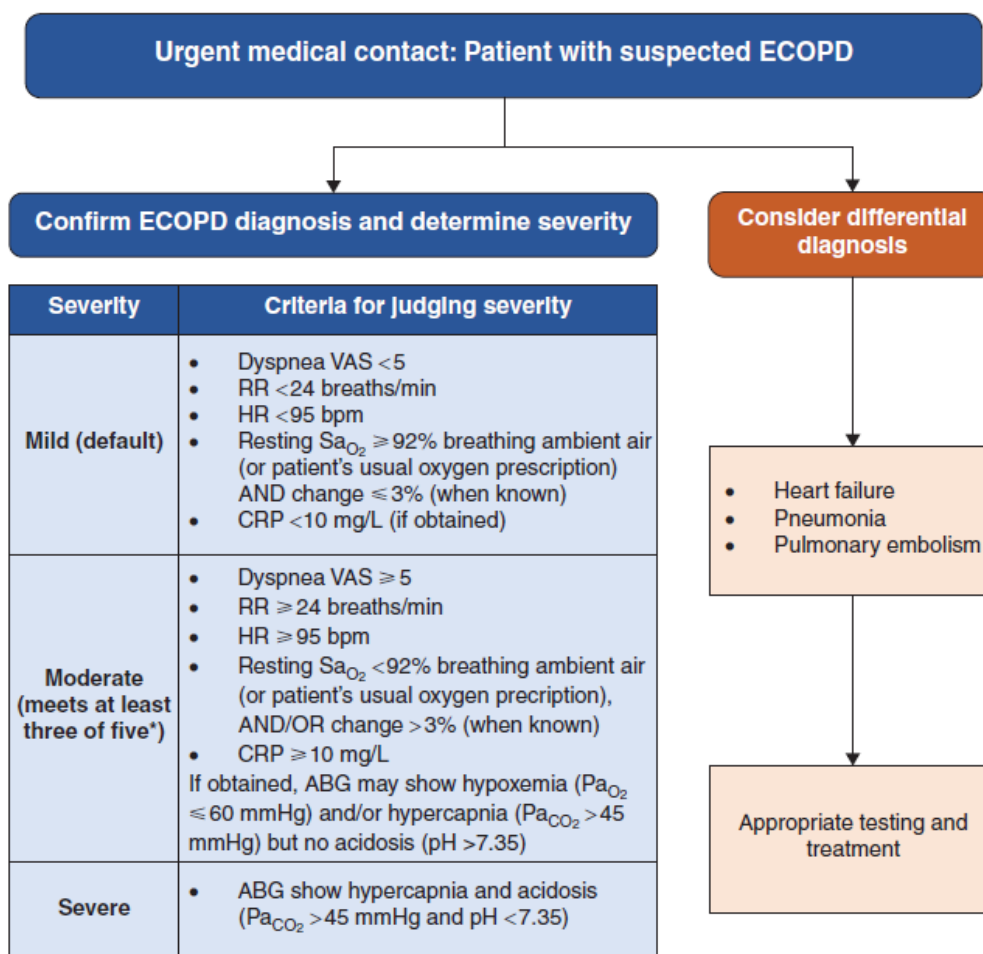 Urgent medical contact: Patient with suspected ECOPD
Confirm ECOPD diagnosis and determine severity
Consider differential
diagnosis
Severity
Criteria for judging severity
Mild (default)
• Dyspnea VAS <5
• RR <24 breaths/min
• HR <95 bpm
• Resting SaO₂ ⩾92% breathing ambient air
(or patient's usual oxygen prescription)
AND change ⩽3% (when known)
• CRP <10 mg/L (if obtained)
Moderate
(meets at least
three of five*)
• Dyspnea VAS ⩾5
• RR ⩾24 breaths/min
• HR ⩾95 bpm
• Resting SaO₂ <92% breathing ambient air
(or patient's usual oxygen precription),
AND/OR change >3% (when known)
• CRP ⩾10 mg/L
If obtained, ABG may show hypoxemia (PaO₂
⩽60 mmHg) and/or hypercapnia (PaCO₂ >45
mmHg) but no acidosis (pH >7.35)
Severe
• ABG show hypercapnia and acidosis
(PaCO₂ >45 mmHg and pH <7.35)
• Heart failure
• Pneumonia
• Pulmonary embolism
Appropriate testing and
treatment